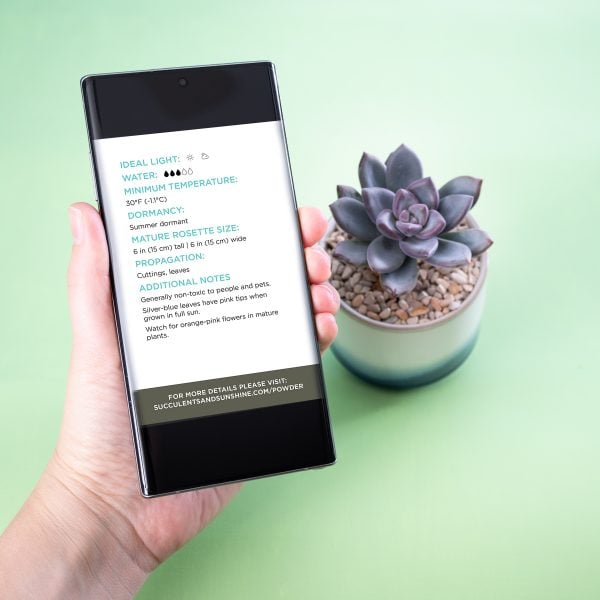 IDEAL LIGHT:
WATER:
MINIMUM TEMPERATURE:
30°F (-1.1°C)
DORMANCY:
Summer dormant
MATURE ROSETTE SIZE:
6 in (15 cm) tall | 6 in (15 cm) wide
PROPAGATION:
Cuttings, leaves
ADDITIONAL NOTES
Generally non-toxic to people and pets.
Silver-blue leaves have pink tips when
grown in full sun.
Watch for orange-pink flowers in mature
plants.
FOR MORE DETAILS PLEASE VISIT:
SUCCULENTSANDSUNSHINE.COM/POWDER